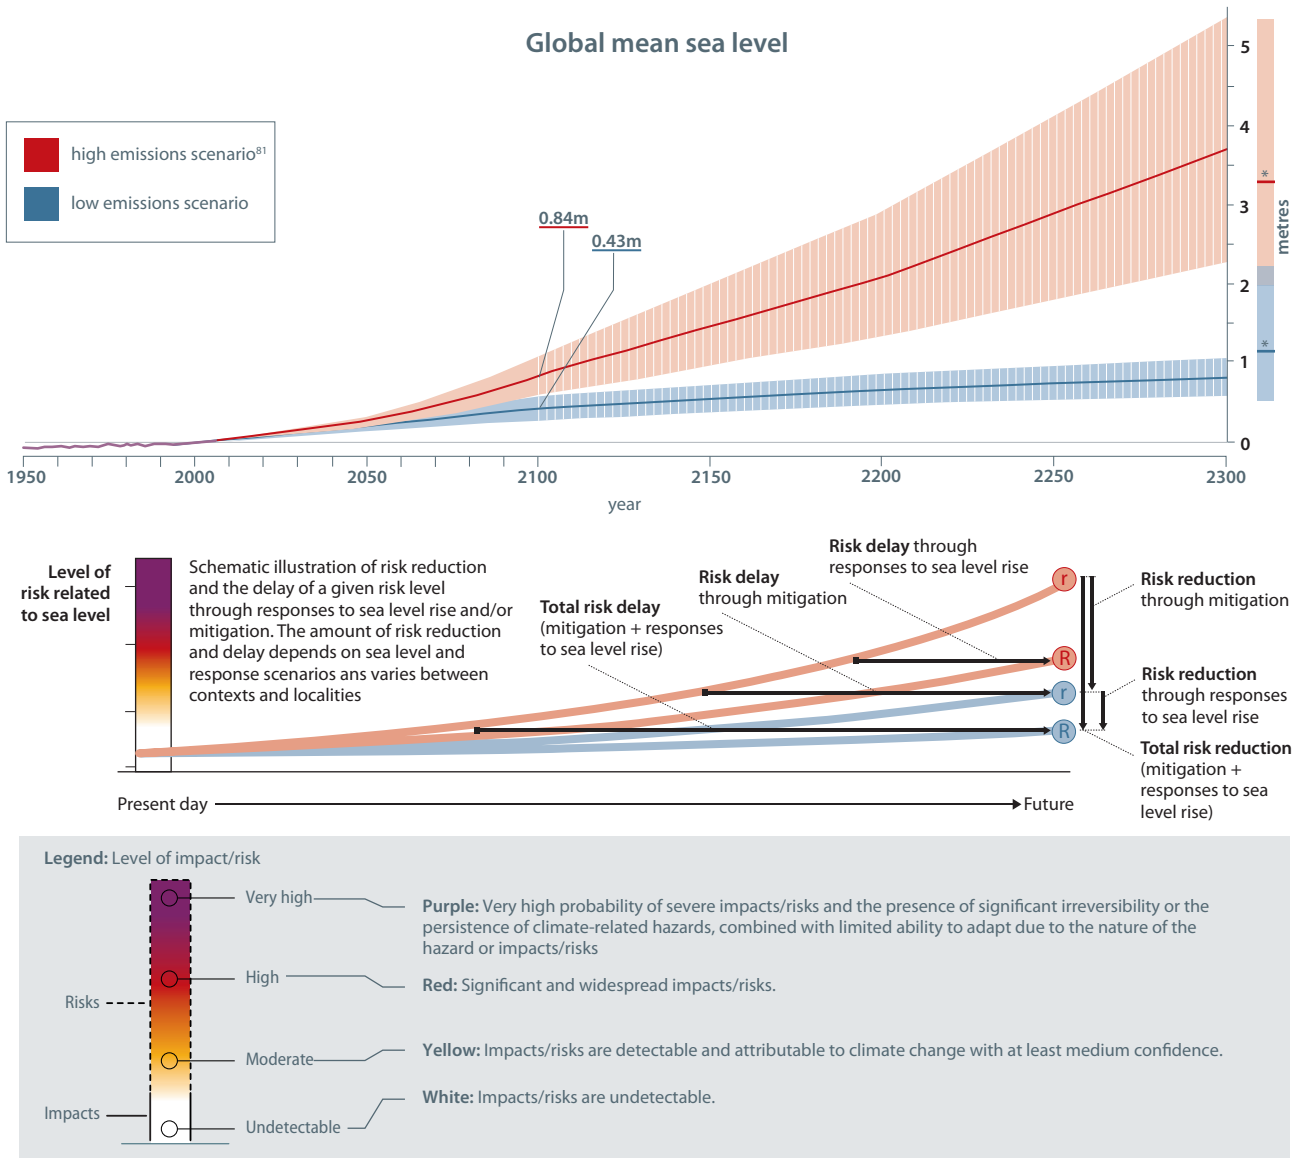 Global mean sea level
high emissions scenario81
low emissions scenario
0.84m
0.43m
5
4
3
2
1
0
metres
*
*
1950
2000
2050
2100
2150
2200
2250
2300
year
Level of
risk related
to sea level
Schematic illustration of risk reduction
and the delay of a given risk level
through responses to sea level rise and/or
mitigation. The amount of risk reduction
and delay depends on sea level and
response scenarios ans varies between
contexts and localities
Total risk delay
(mitigation + responses
to sea level rise)
Risk delay
through mitigation
Risk delay through
responses to sea level rise
r
R
r
R
Risk reduction
through mitigation
Risk reduction
through responses
to sea level rise
Total risk reduction
(mitigation +
responses to sea
level rise)
Present day
Future
Legend: Level of impact/risk
Risks
Impacts
Very high
High
Moderate
Undetectable
Purple: Very high probability of severe impacts/risks and the presence of significant irreversibility or the
persistence of climate-related hazards, combined with limited ability to adapt due to the nature of the
hazard or impacts/risks
Red: Significant and widespread impacts/risks.
Yellow: Impacts/risks are detectable and attributable to climate change with at least medium confidence.
White: Impacts/risks are undetectable.